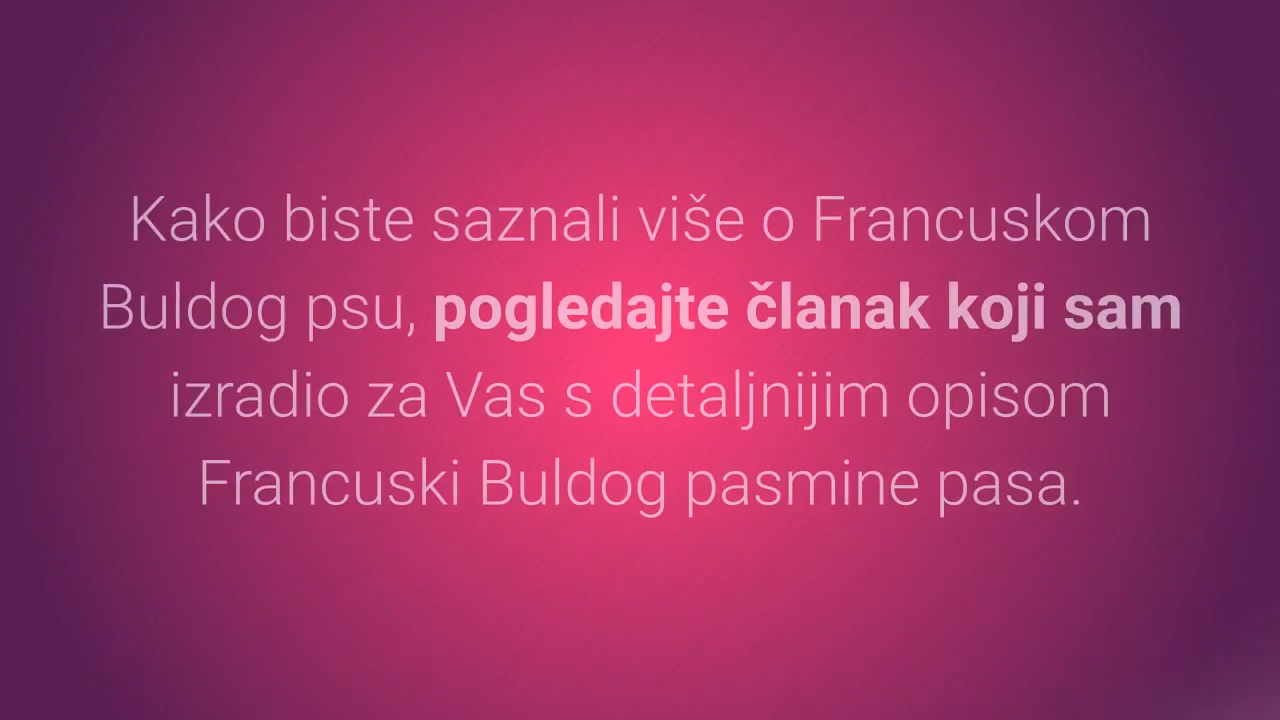 Kako biste saznali više o Francuskom
Buldog psu, pogledajte članak koji sam
izradio za Vas s detaljnijim opisom
Francuski Buldog pasmine pasa.